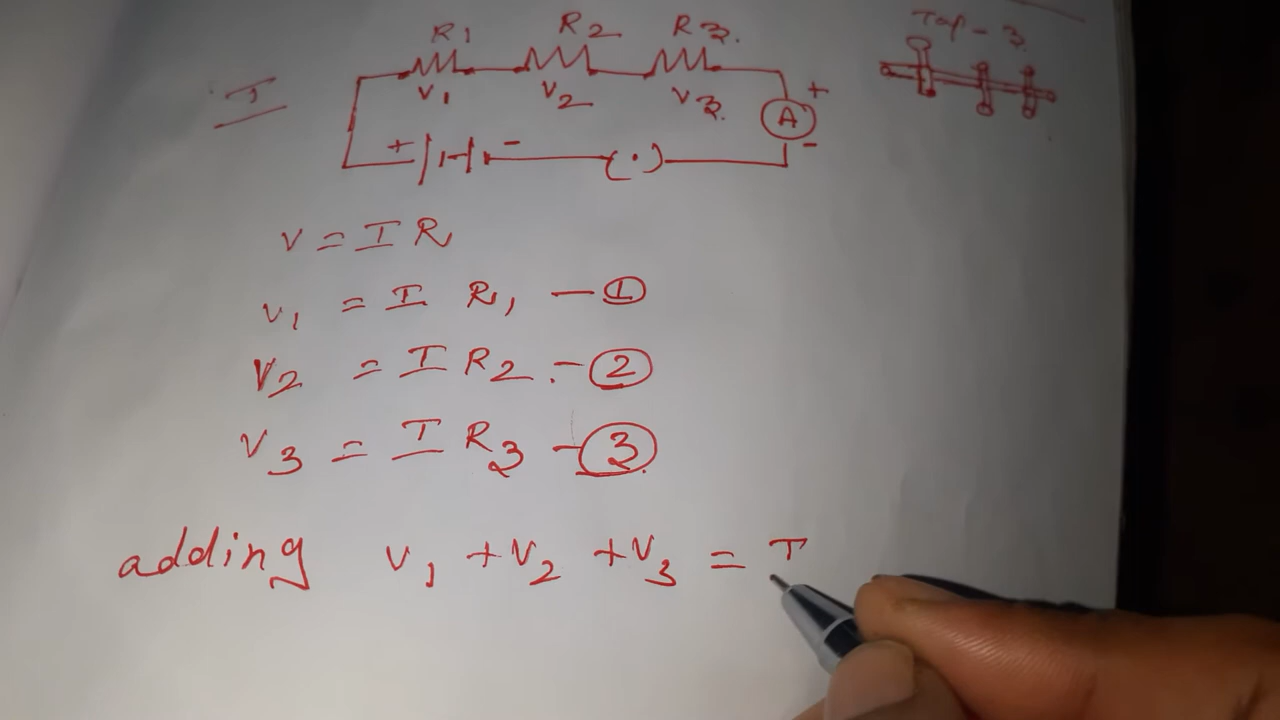 R1 R2 R3.
Top - 3
I
V1 V2 V3.
A + -
+ - (.)
V = I R
V1 = I R1, - ①
V2 = I R2. - ②
V3 = I R3 - ③
adding V1 + V2 + V3 = I